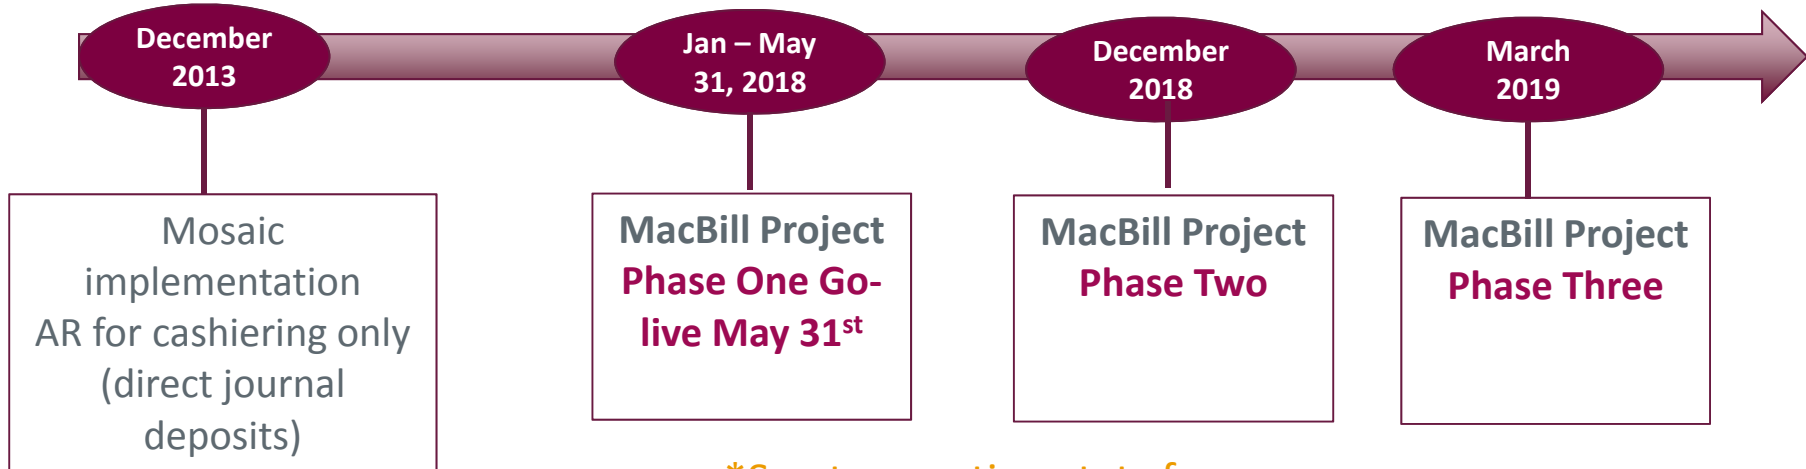 December
2013
Jan – May
31, 2018
December
2018
March
2019
Mosaic
implementation
AR for cashiering only
(direct journal
deposits)
MacBill Project
Phase One Go-
live May 31st
MacBill Project
Phase Two
MacBill Project
Phase Three